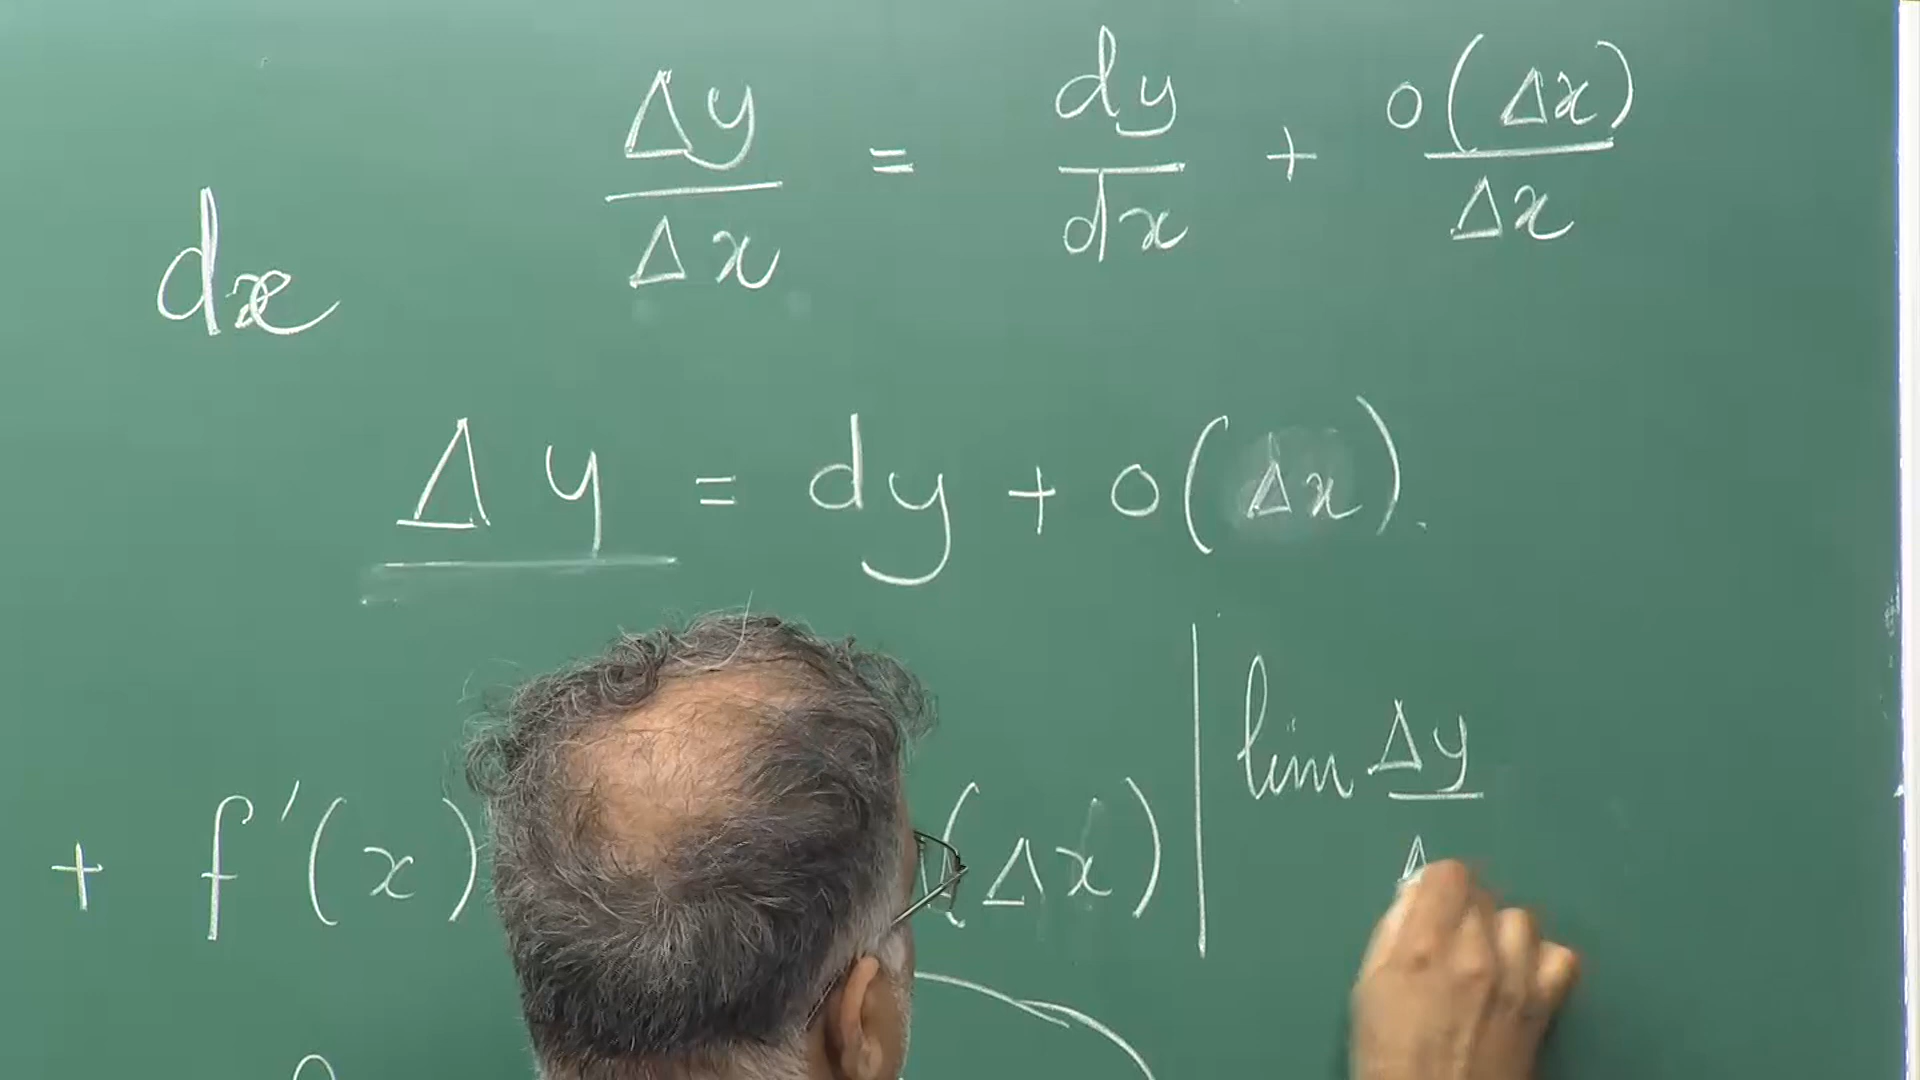 Δy/Δx = dy/dx + o(Δx)/Δx
dx
Δy = dy + o(Δx).
+ f'(x) (Δx) | lim Δy/Δ